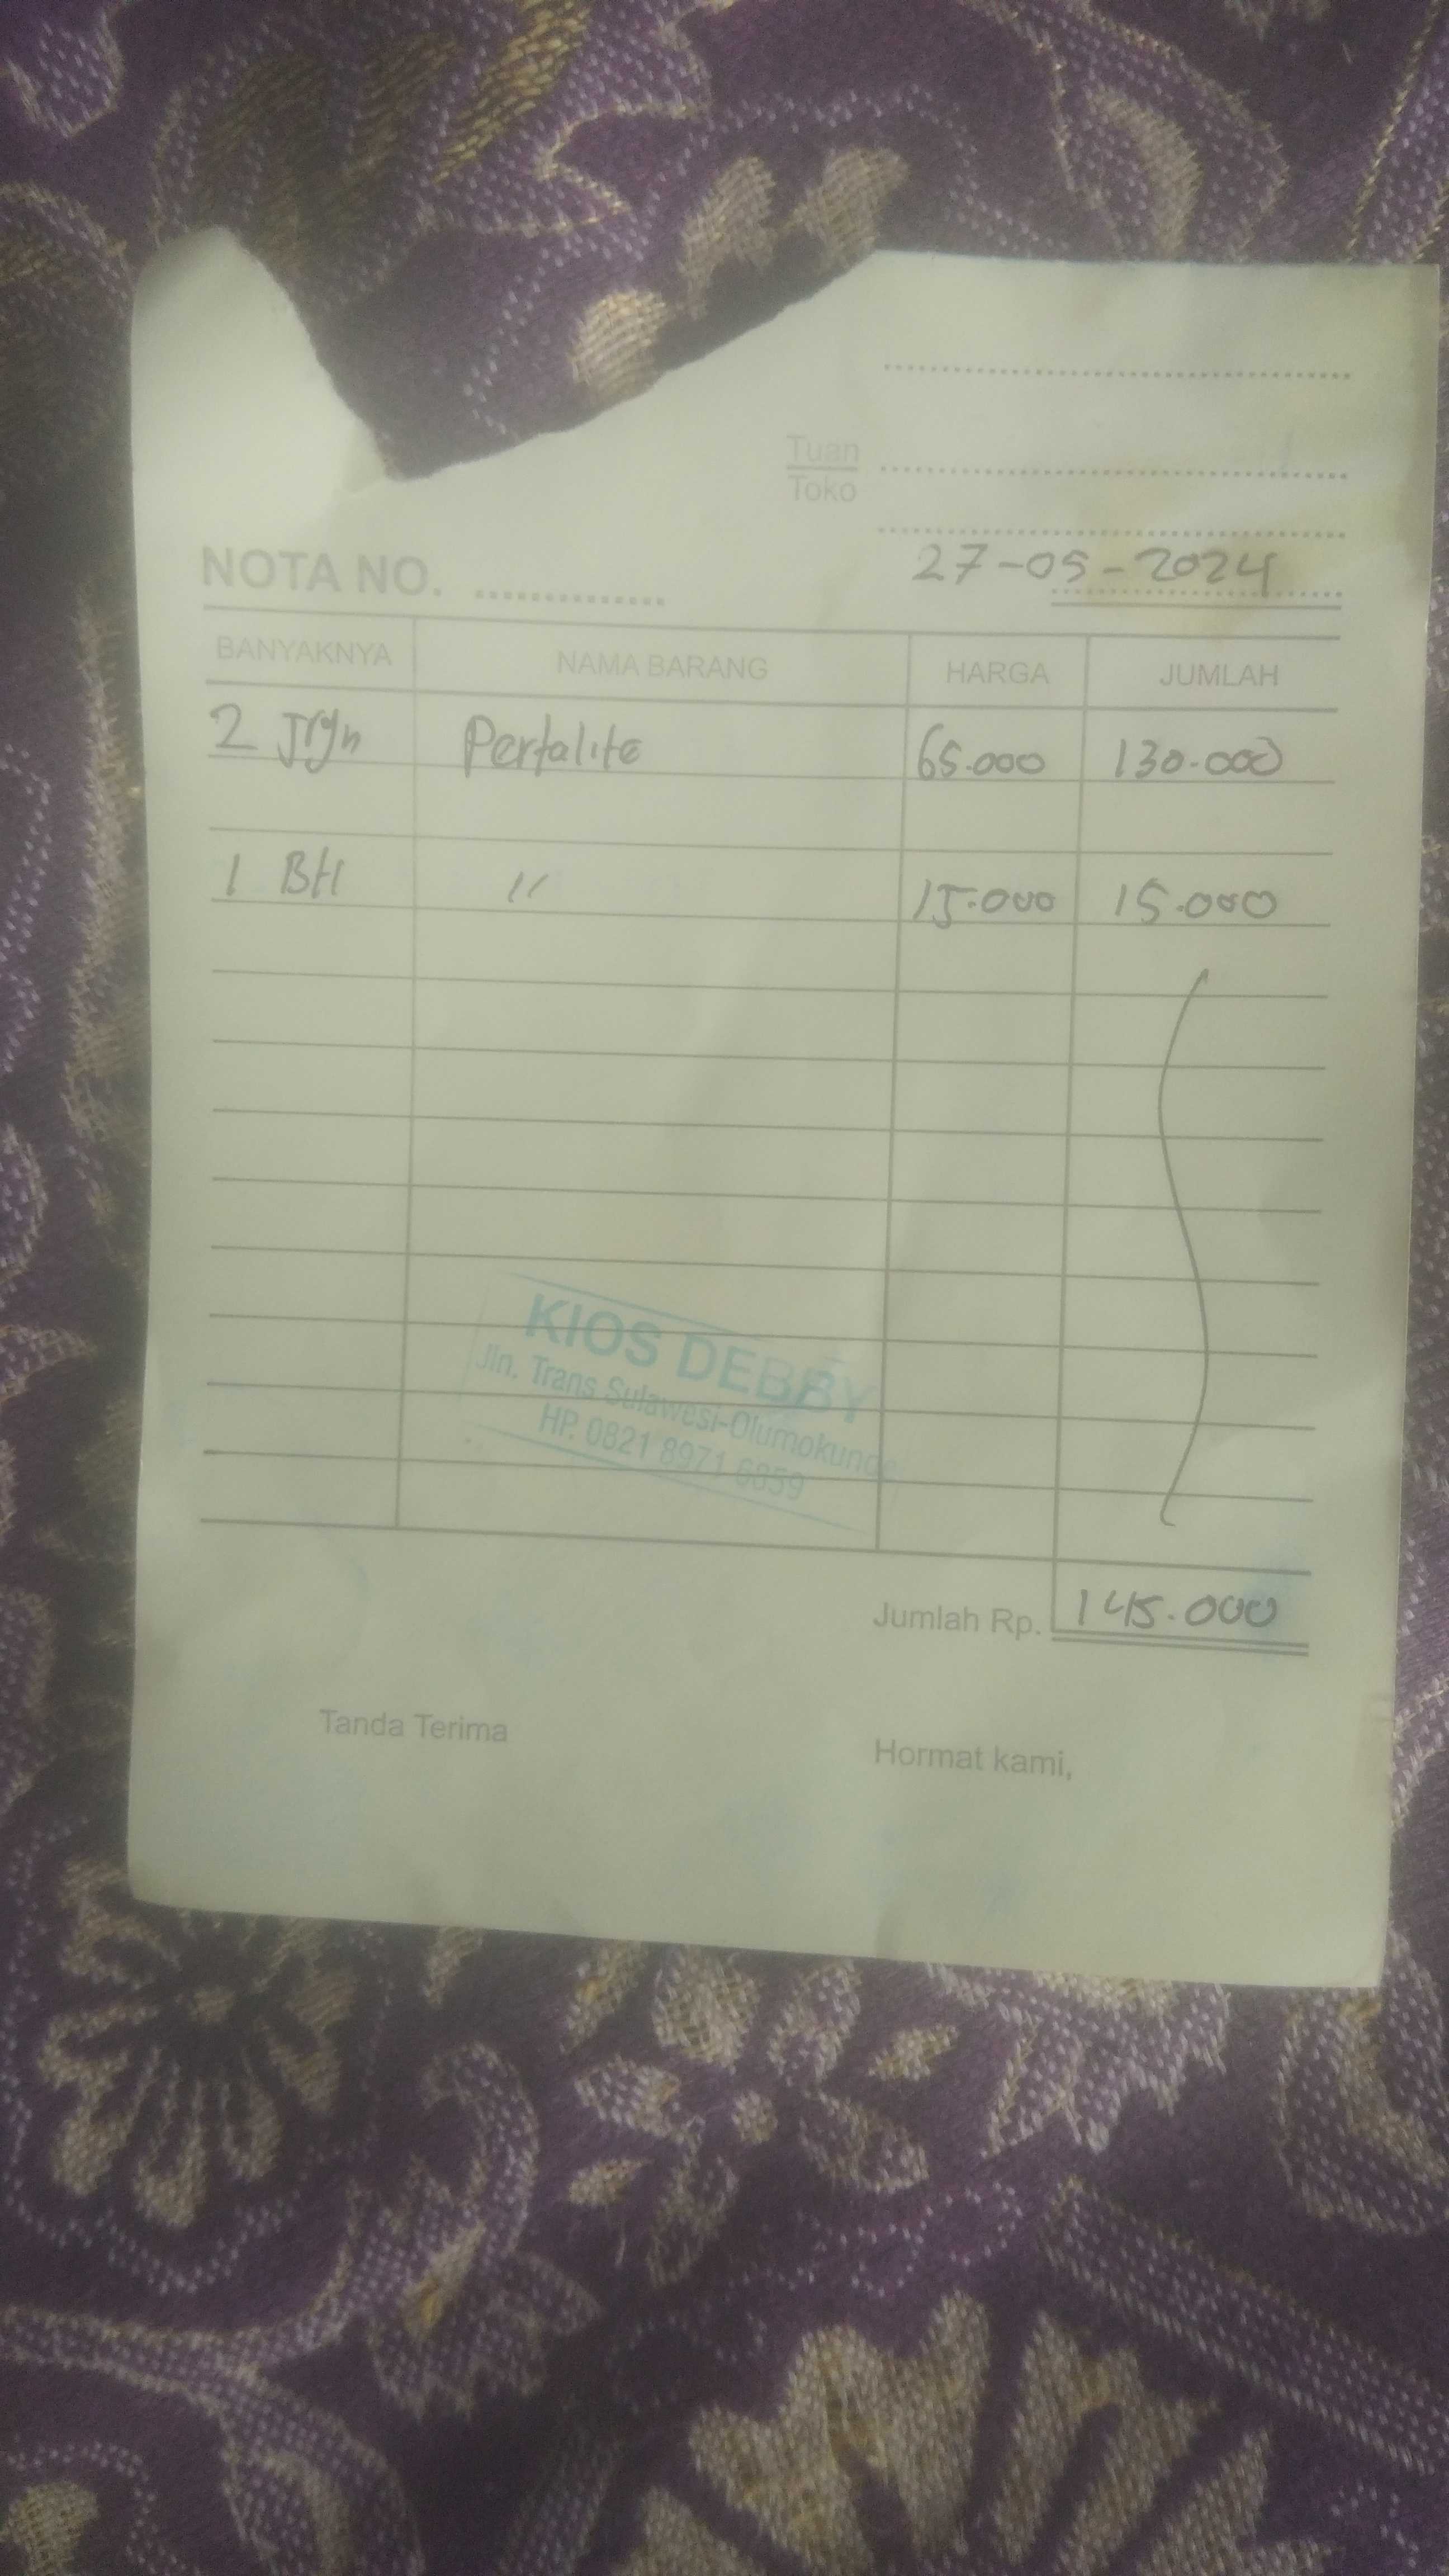 Tuan
Toko
NOTA NO. 27-05-2024
BANYAKNYA NAMA BARANG HARGA JUMLAH
2 Jrgn Pertalite 65.000 130.000
1 BH 〃 15.000 15.000
KIOS DEBBY
Jln. Trans Sulawesi-Olumokunde
HP. 0821 8971 6859
Jumlah Rp. 145.000
Tanda Terima
Hormat kami,